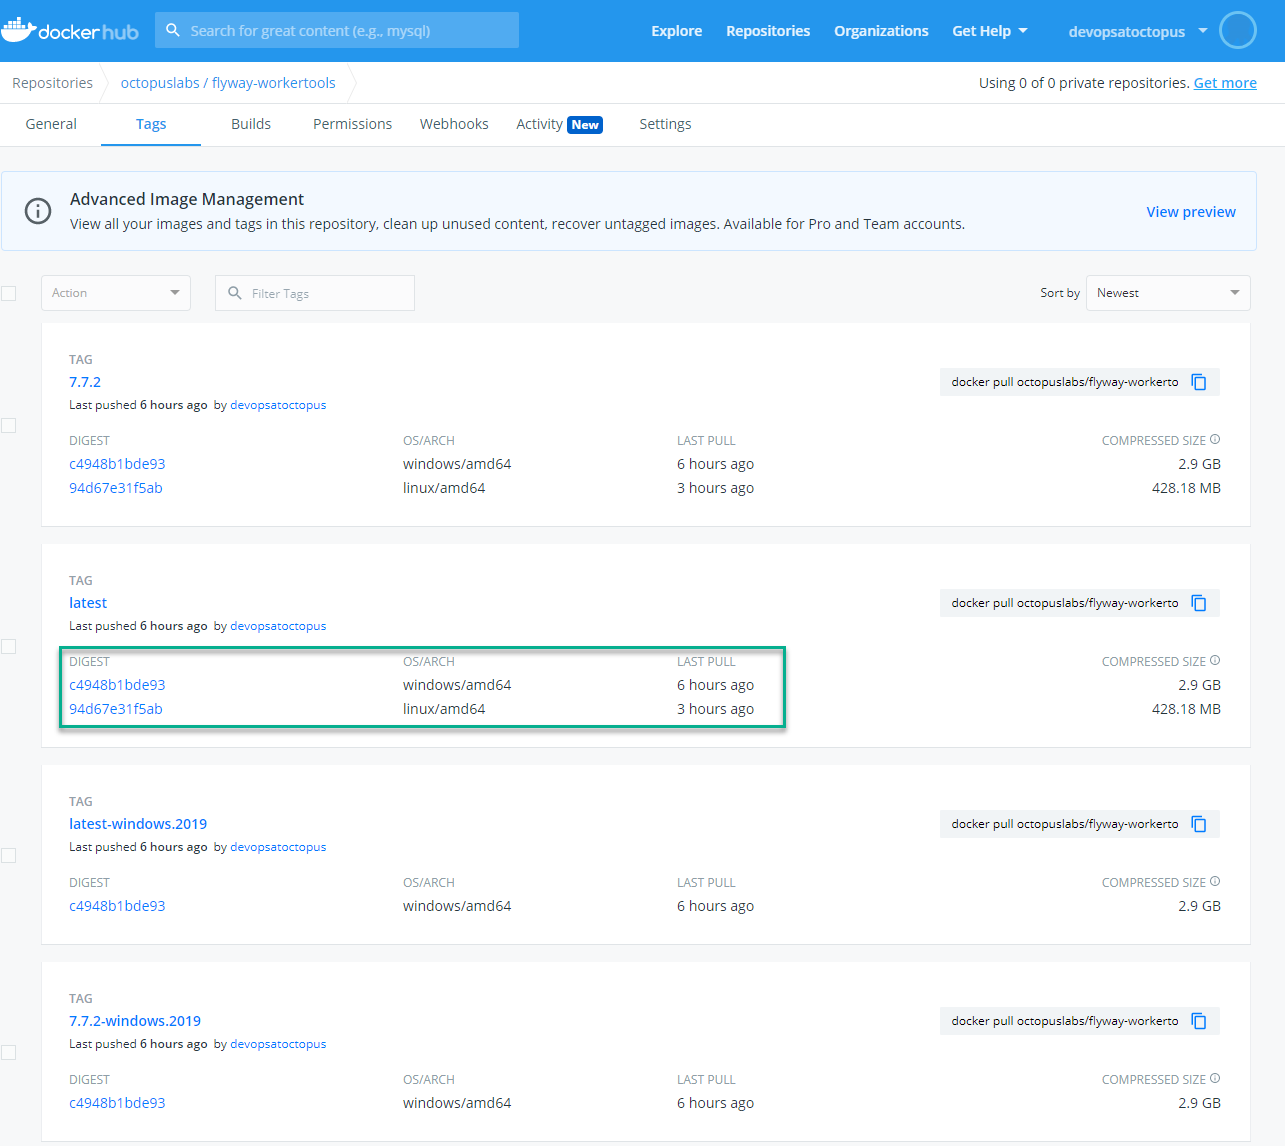 docker hub
Search for great content (e.g., mysql)
Explore Repositories Organizations Get Help devopsatoctopus
Repositories octopuslabs / flyway-workertools Using 0 of 0 private repositories. Get more
General Tags Builds Permissions Webhooks Activity New Settings
Advanced Image Management
View all your images and tags in this repository, clean up unused content, recover untagged images. Available for Pro and Team accounts.
View preview
Action Filter Tags Sort by Newest
TAG
7.7.2 docker pull octopuslabs/flyway-workerto
Last pushed 6 hours ago by devopsatoctopus
DIGEST OS/ARCH LAST PULL COMPRESSED SIZE
c4948b1bde93 windows/amd64 6 hours ago 2.9 GB
94d67e31f5ab linux/amd64 3 hours ago 428.18 MB
TAG
latest docker pull octopuslabs/flyway-workerto
Last pushed 6 hours ago by devopsatoctopus
DIGEST OS/ARCH LAST PULL COMPRESSED SIZE
c4948b1bde93 windows/amd64 6 hours ago 2.9 GB
94d67e31f5ab linux/amd64 3 hours ago 428.18 MB
TAG
latest-windows.2019 docker pull octopuslabs/flyway-workerto
Last pushed 6 hours ago by devopsatoctopus
DIGEST OS/ARCH LAST PULL COMPRESSED SIZE
c4948b1bde93 windows/amd64 6 hours ago 2.9 GB
TAG
7.7.2-windows.2019 docker pull octopuslabs/flyway-workerto
Last pushed 6 hours ago by devopsatoctopus
DIGEST OS/ARCH LAST PULL COMPRESSED SIZE
c4948b1bde93 windows/amd64 6 hours ago 2.9 GB